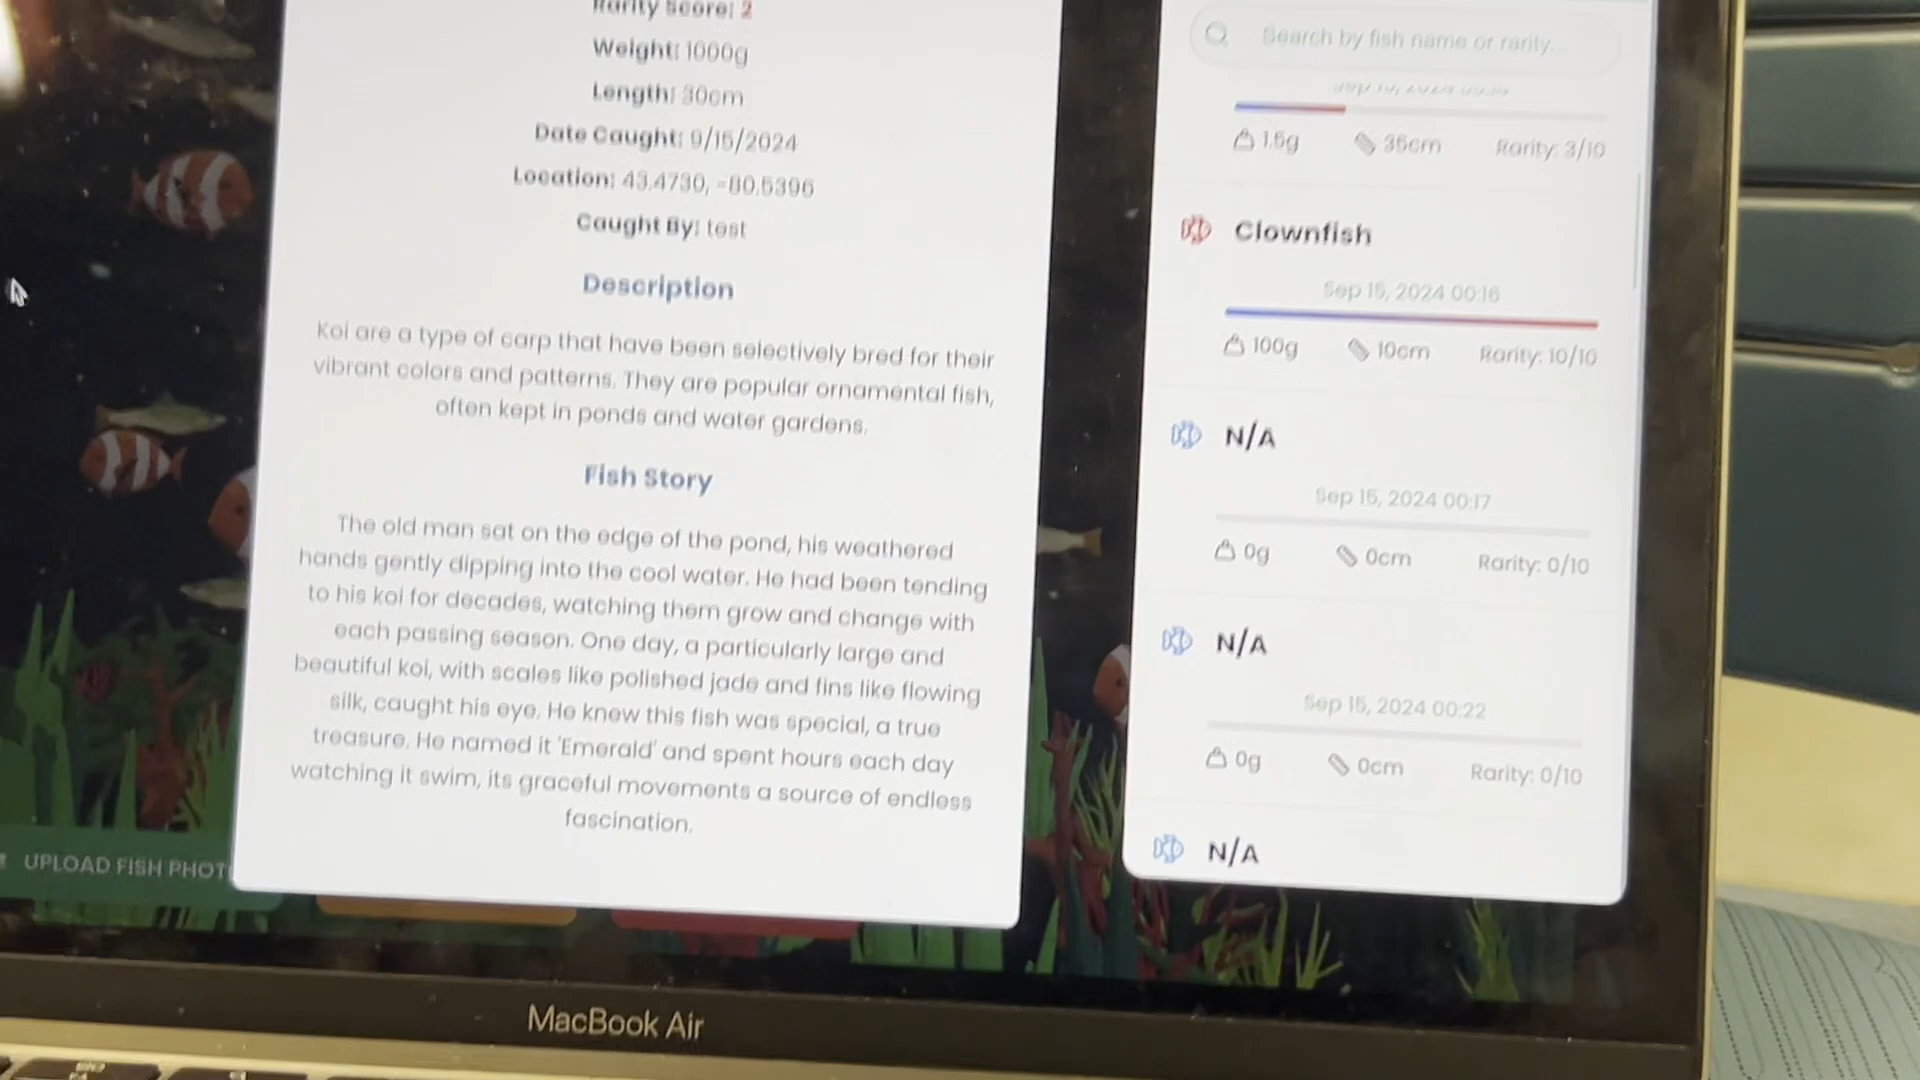 Rarity Score: 2
Weight: 1000g
Length: 30cm
Date Caught: 9/15/2024
Location: 43.4730, -80.5396
Caught By: test
Description
Koi are a type of carp that have been selectively bred for their
vibrant colors and patterns. They are popular ornamental fish,
often kept in ponds and water gardens.
Fish Story
The old man sat on the edge of the pond, his weathered
hands gently dipping into the cool water. He had been tending
to his koi for decades, watching them grow and change with
each passing season. One day, a particularly large and
beautiful koi, with scales like polished jade and fins like flowing
silk, caught his eye. He knew this fish was special, a true
treasure. He named it 'Emerald' and spent hours each day
watching it swim, its graceful movements a source of endless
fascination.
UPLOAD FISH PHOT
Search by fish name or rarity...
1.5g 35cm Rarity: 3/10
Clownfish
Sep 15, 2024 00:16
100g 10cm Rarity: 10/10
N/A
Sep 15, 2024 00:17
0g 0cm Rarity: 0/10
N/A
Sep 15, 2024 00:22
0g 0cm Rarity: 0/10
N/A
MacBook Air